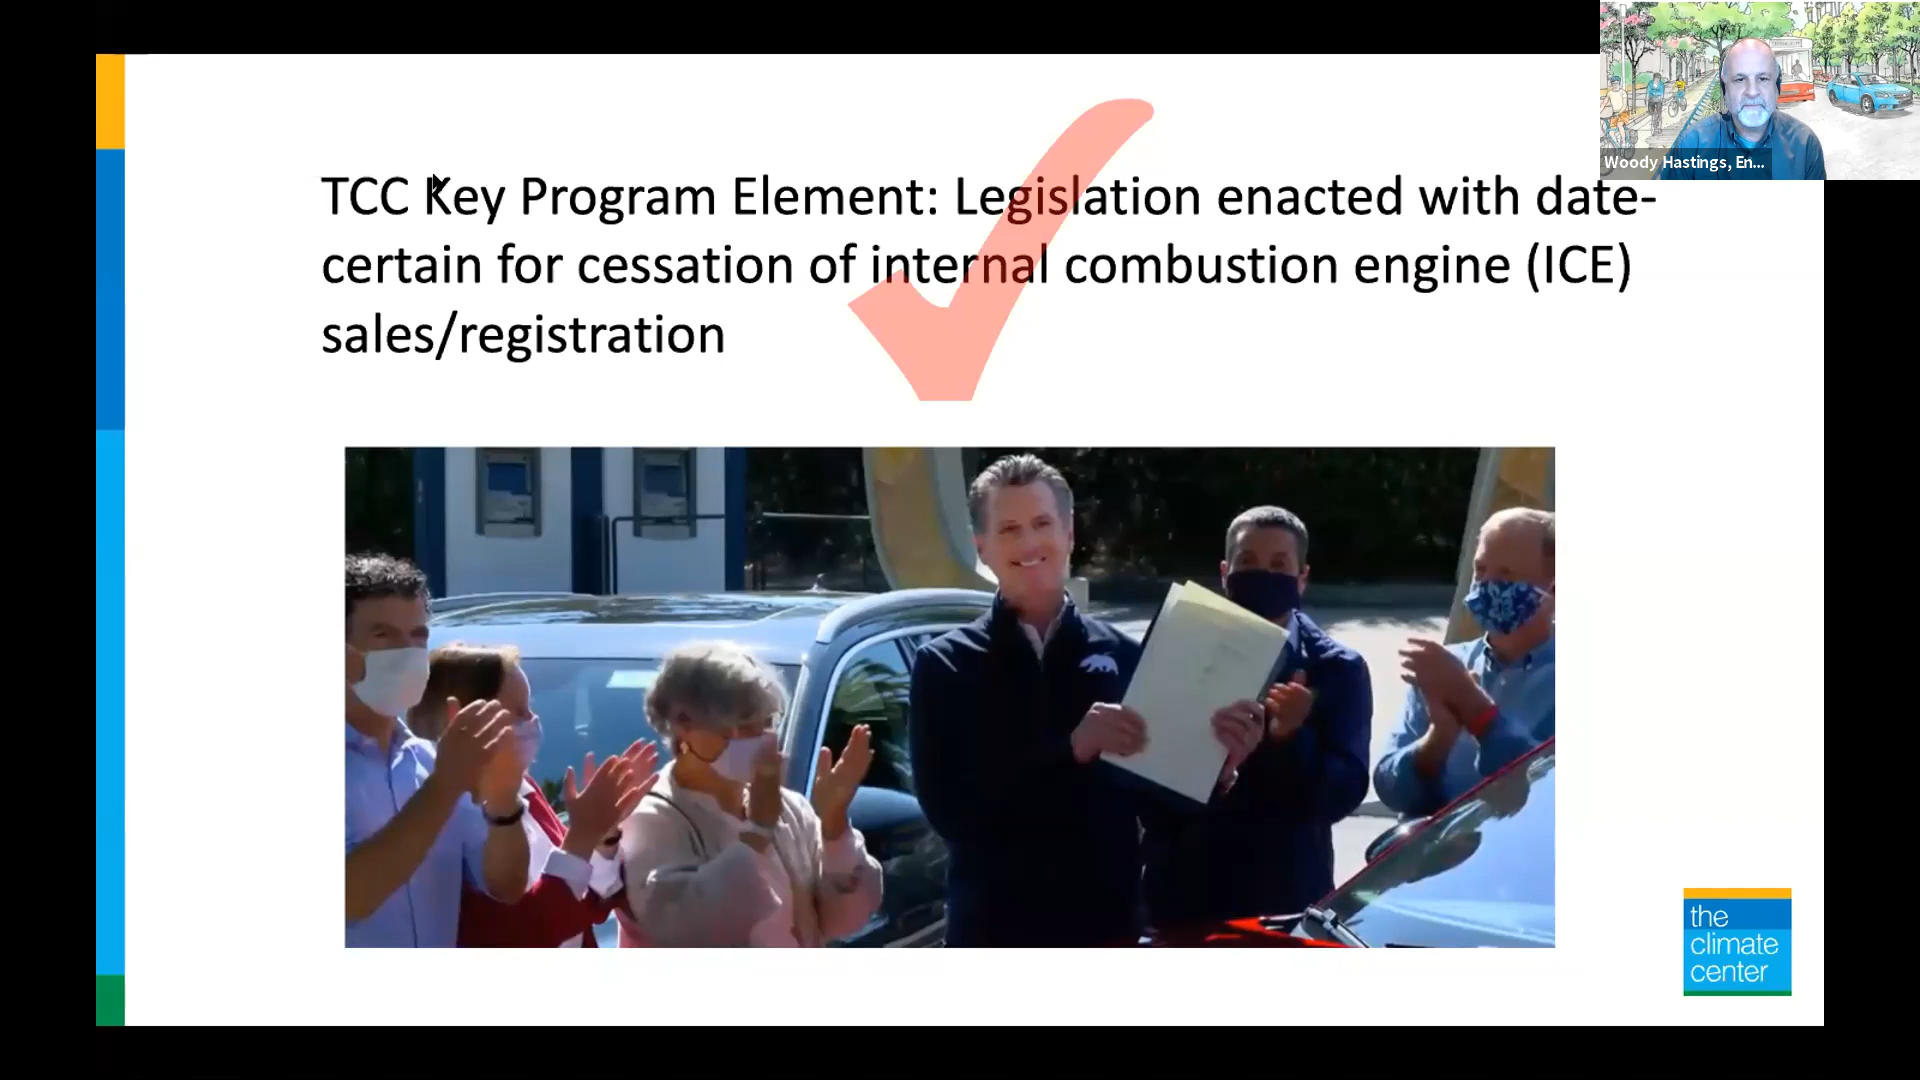 Woody Hastings, En...
TCC Key Program Element: Legislation enacted with date-
certain for cessation of internal combustion engine (ICE)
sales/registration
the
climate
center